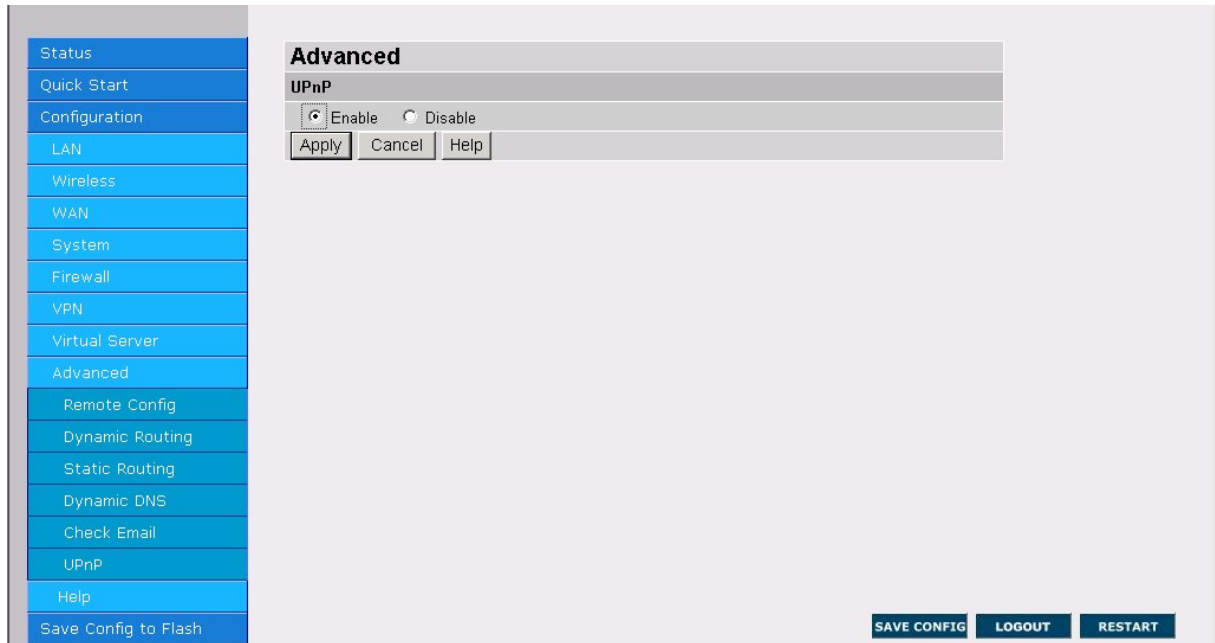 Status
Quick Start
Configuration
LAN
Wireless
WAN
System
Firewall
VPN
Virtual Server
Advanced
Remote Config
Dynamic Routing
Static Routing
Dynamic DNS
Check Email
UPnP
Help
Save Config to Flash
Advanced
UPnP
Enable Disable
Apply Cancel Help
SAVE CONFIG LOGOUT RESTART